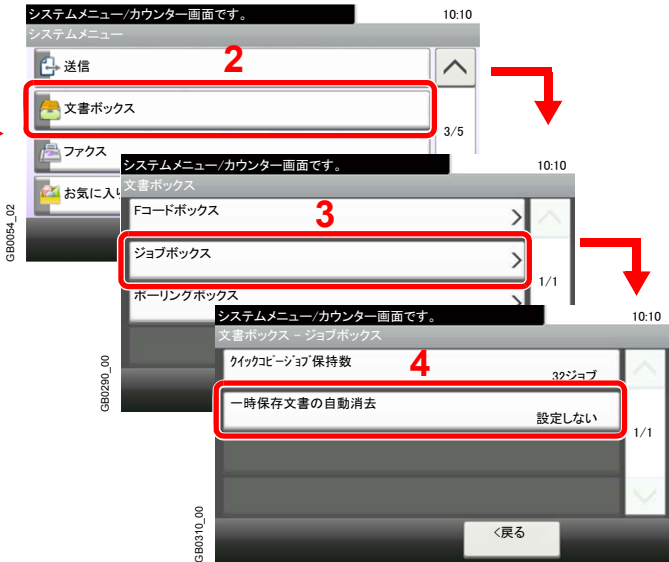 システムメニュー/カウンター画面です。
10:10
システムメニュー
送信
2
文書ボックス
3/5
ファクス
お気に入り
GB0054_02
システムメニュー/カウンター画面です。
10:10
文書ボックス
Fコードボックス
3
ジョブボックス
1/1
ポーリングボックス
GB0290_00
システムメニュー/カウンター画面です。
10:10
文書ボックス - ジョブボックス
クイックコピージョブ保持数
4
32ジョブ
一時保存文書の自動消去
設定しない
1/1
<戻る
GB0310_00